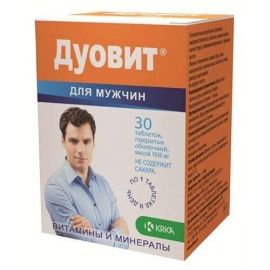 Дуовит®
ДЛЯ МУЖЧИН
30
таблеток,
покрытых
оболочкой,
массой 1030 мг
НЕ СОДЕРЖИТ
САХАРА.
ПО 1 ТАБЛЕТКЕ В ДЕНЬ
KRKA
ВИТАМИНЫ И МИНЕРАЛЫ